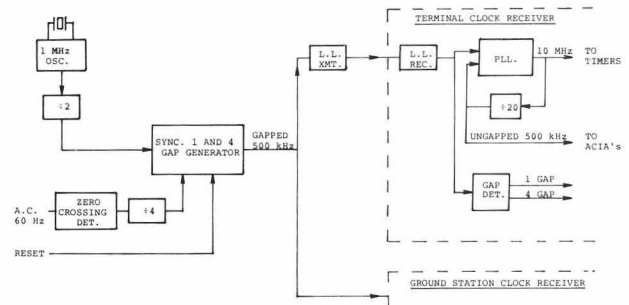 TERMINAL CLOCK RECEIVER
1 MHz
OSC.
÷2
L.L.
XMT.
L.L.
REC.
PLL.
10 MHz
TO
TIMERS
÷20
SYNC. 1 AND 4
GAP GENERATOR
GAPPED
500 kHz
UNGAPPED 500 kHz
TO
ACIA's
A.C.
60 Hz
ZERO
CROSSING
DET.
÷4
GAP
DET.
1 GAP
4 GAP
RESET
GROUND STATION CLOCK RECEIVER